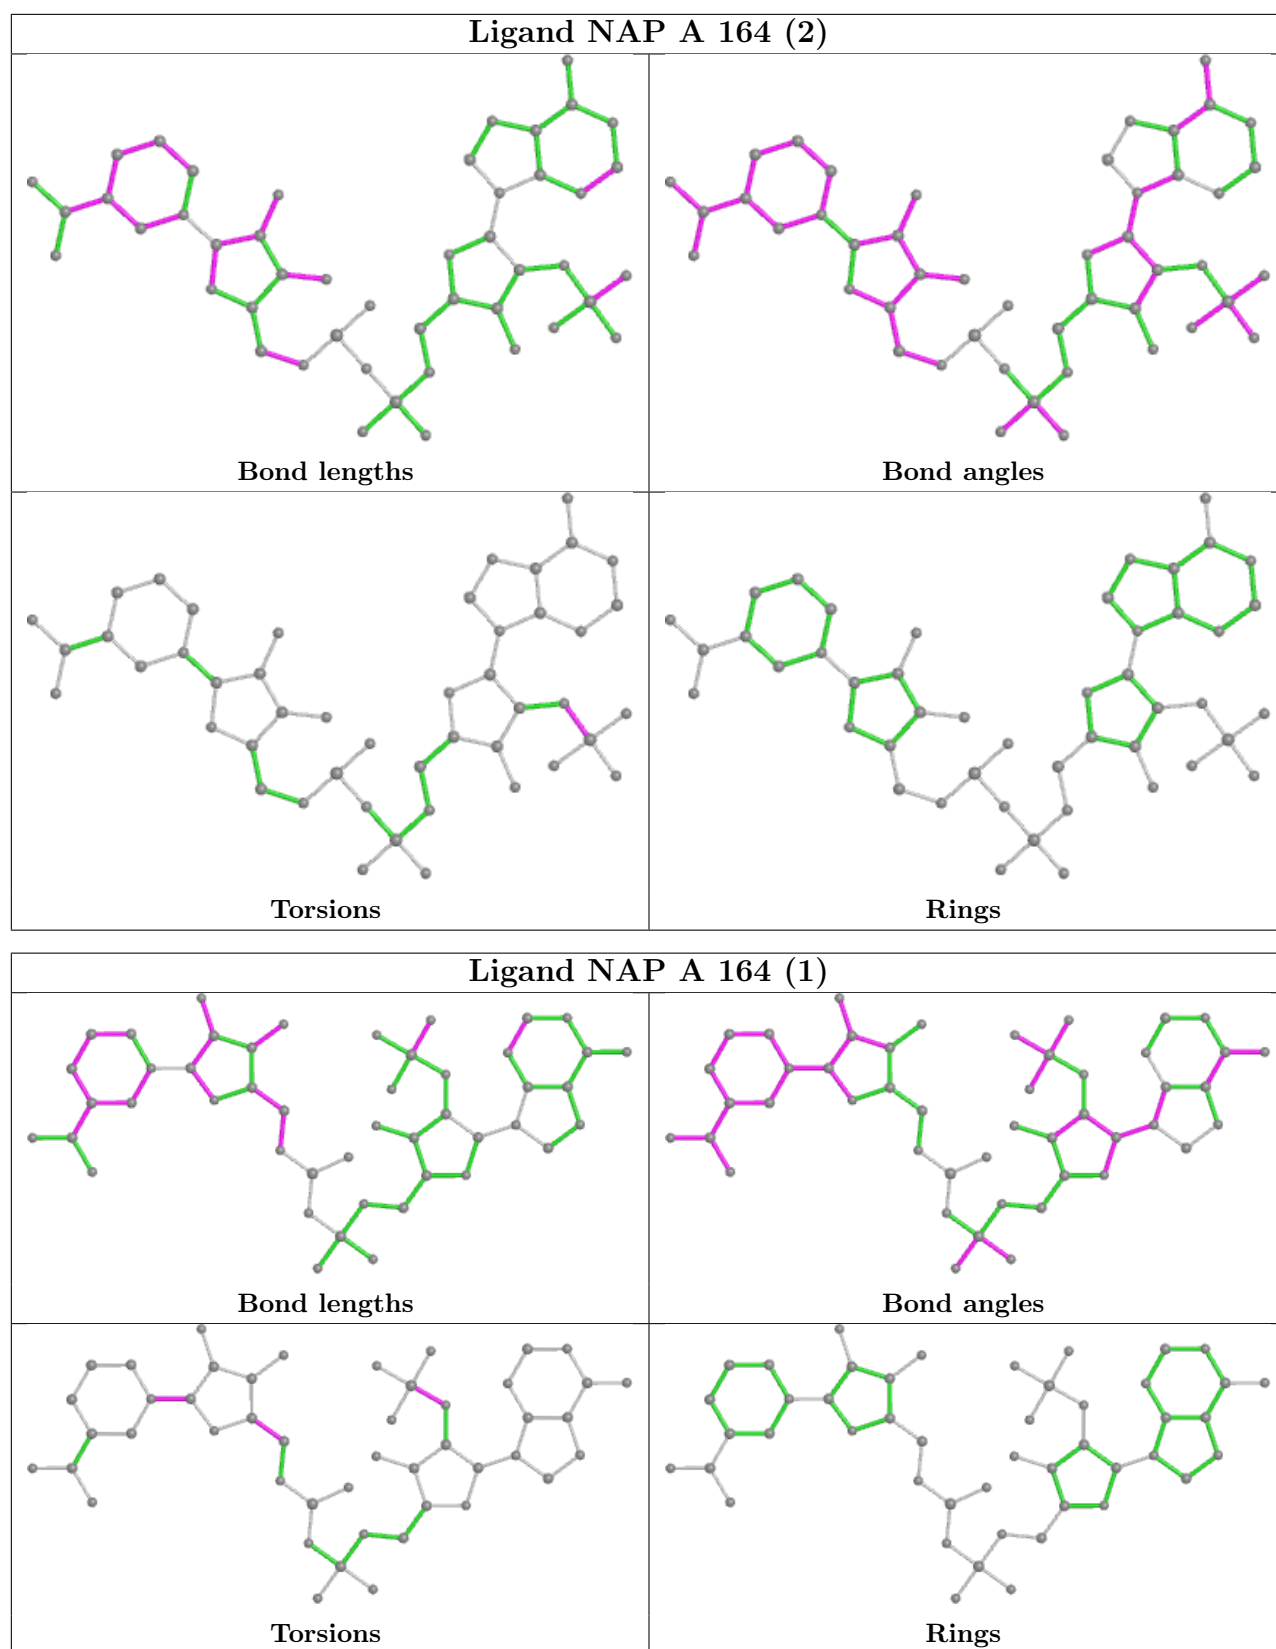 Ligand NAP A 164 (2)
Bond lengths
Bond angles
Torsions
Rings
Ligand NAP A 164 (1)
Bond lengths
Bond angles
Torsions
Rings